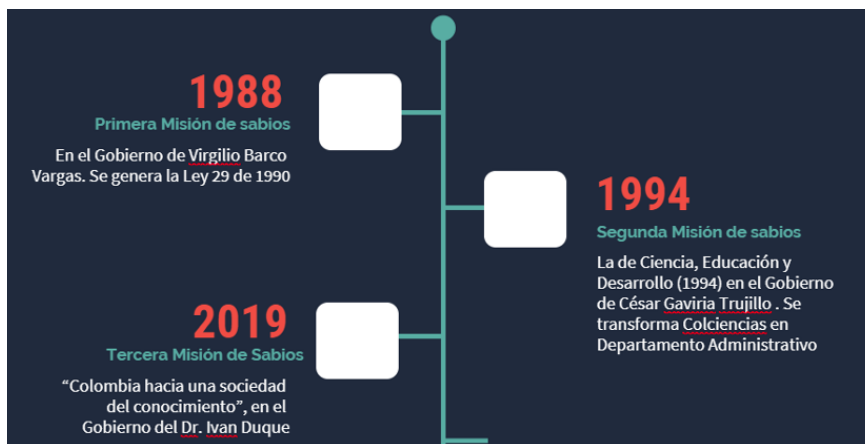 1988
Primera Misión de sabios
En el Gobierno de Virgilio Barco
Vargas. Se genera la Ley 29 de 1990
1994
Segunda Misión de sabios
La de Ciencia, Educación y
Desarrollo (1994) en el Gobierno
de César Gaviria Trujillo . Se
transforma Colciencias en
Departamento Administrativo
2019
Tercera Misión de Sabios
“Colombia hacia una sociedad
del conocimiento”, en el
Gobierno del Dr. Ivan Duque